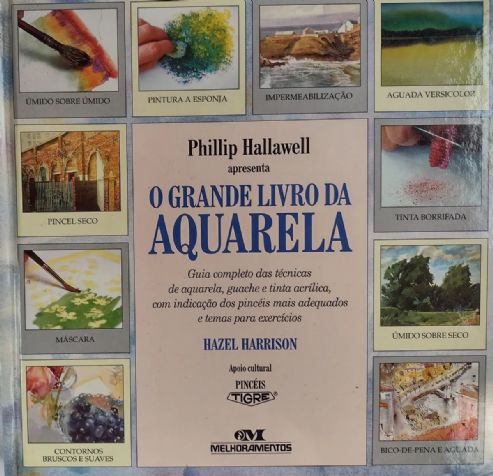 ÚMIDO SOBRE ÚMIDO
PINTURA A ESPONJA
IMPERMEABILIZAÇÃO
AGUADA VERSICOLOR
PINCEL SECO
TINTA BORRIFADA
MÁSCARA
ÚMIDO SOBRE SECO
CONTORNOS
BRUSCOS E SUAVES
BICO-DE-PENA E AGUADA
Phillip Hallawell
apresenta
O GRANDE LIVRO DA
AQUARELA
Guia completo das técnicas
de aquarela, guache e tinta acrílica,
com indicação dos pincéis mais adequados
e temas para exercícios
HAZEL HARRISON
Apoio cultural
PINCÉIS
TIGRE®
MELHORAMENTOS